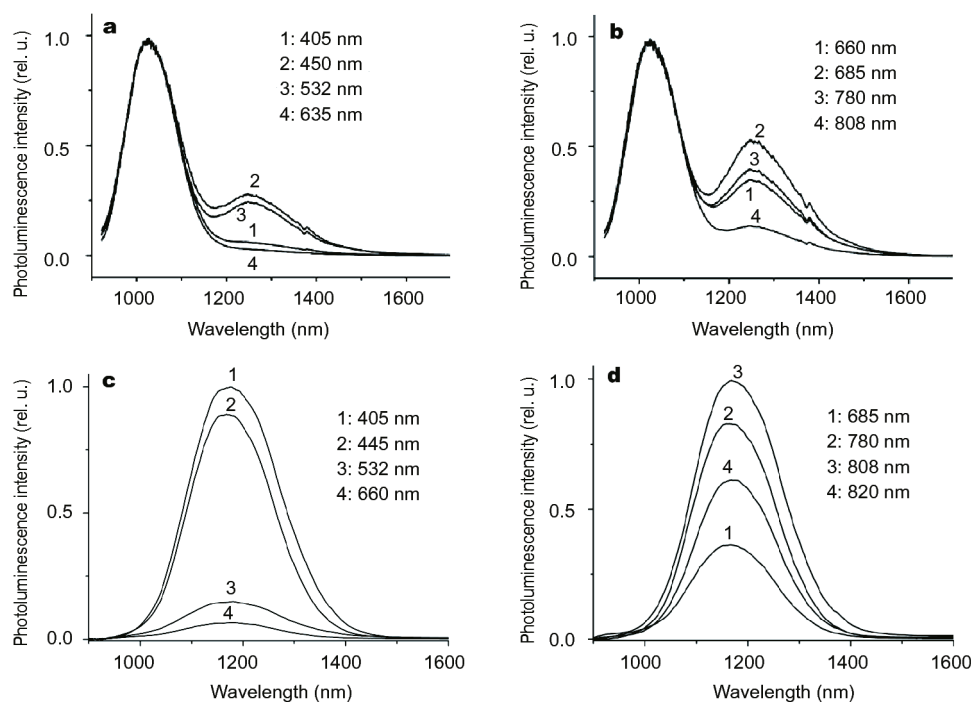 a
Photoluminescence intensity (rel. u.)
1.0
0.5
0.0
1: 405 nm
2: 450 nm
3: 532 nm
4: 635 nm
2
3
1
4
1000 1200 1400 1600
Wavelength (nm)
b
Photoluminescence intensity (rel. u.)
1.0
0.5
0.0
1: 660 nm
2: 685 nm
3: 780 nm
4: 808 nm
2
3
1
4
1000 1200 1400 1600
Wavelength (nm)
c
Photoluminescence intensity (rel. u.)
1.0
0.5
0.0
1: 405 nm
2: 445 nm
3: 532 nm
4: 660 nm
1
2
3
4
1000 1200 1400 1600
Wavelength (nm)
d
Photoluminescence intensity (rel. u.)
1.0
0.5
0.0
1: 685 nm
2: 780 nm
3: 808 nm
4: 820 nm
3
2
4
1
1000 1200 1400 1600
Wavelength (nm)